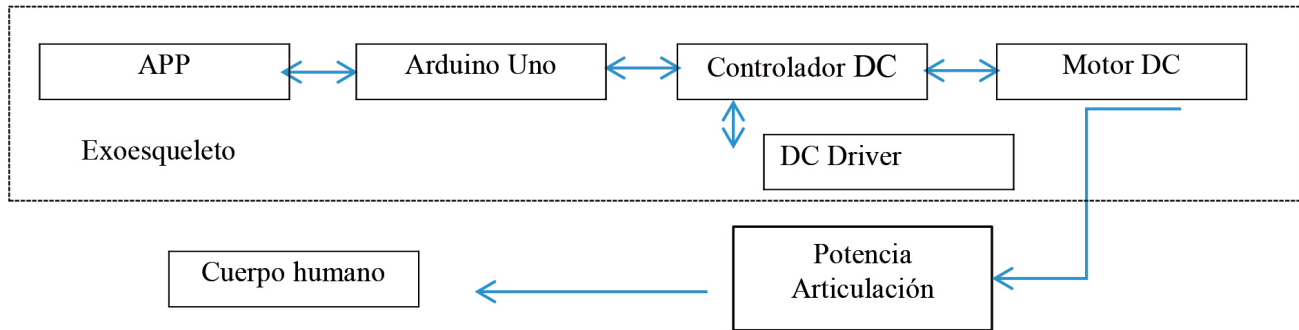 APP
Arduino Uno
Controlador DC
Motor DC
Exoesqueleto
DC Driver
Cuerpo humano
Potencia
Articulación